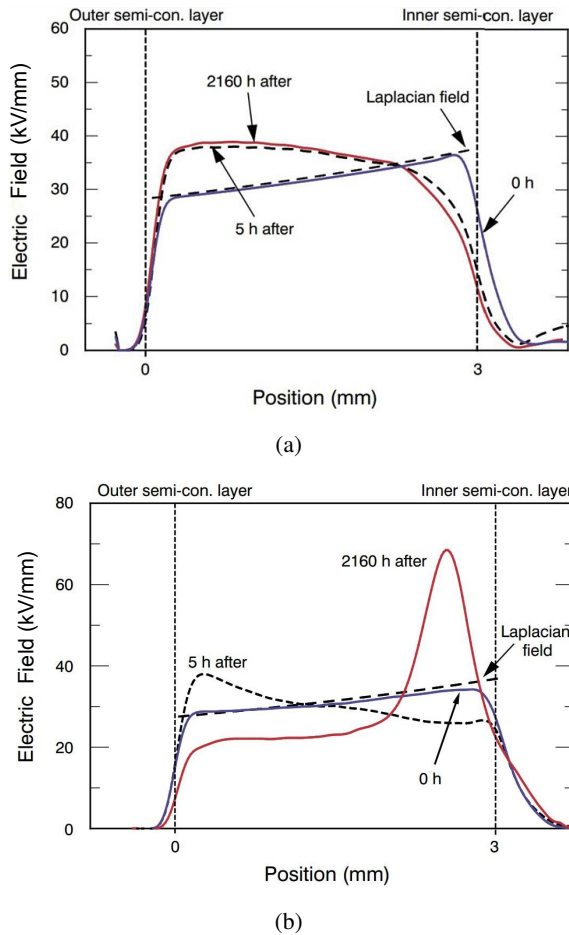 Outer semi-con. layer Inner semi-con. layer
60
50
40
30
20
10
0
Electric Field (kV/mm)
2160 h after
Laplacian field
5 h after
0 h
0 3
Position (mm)
(a)
Outer semi-con. layer Inner semi-con. layer
80
60
40
20
0
Electric Field (kV/mm)
2160 h after
5 h after
Laplacian
field
0 h
0 3
Position (mm)
(b)